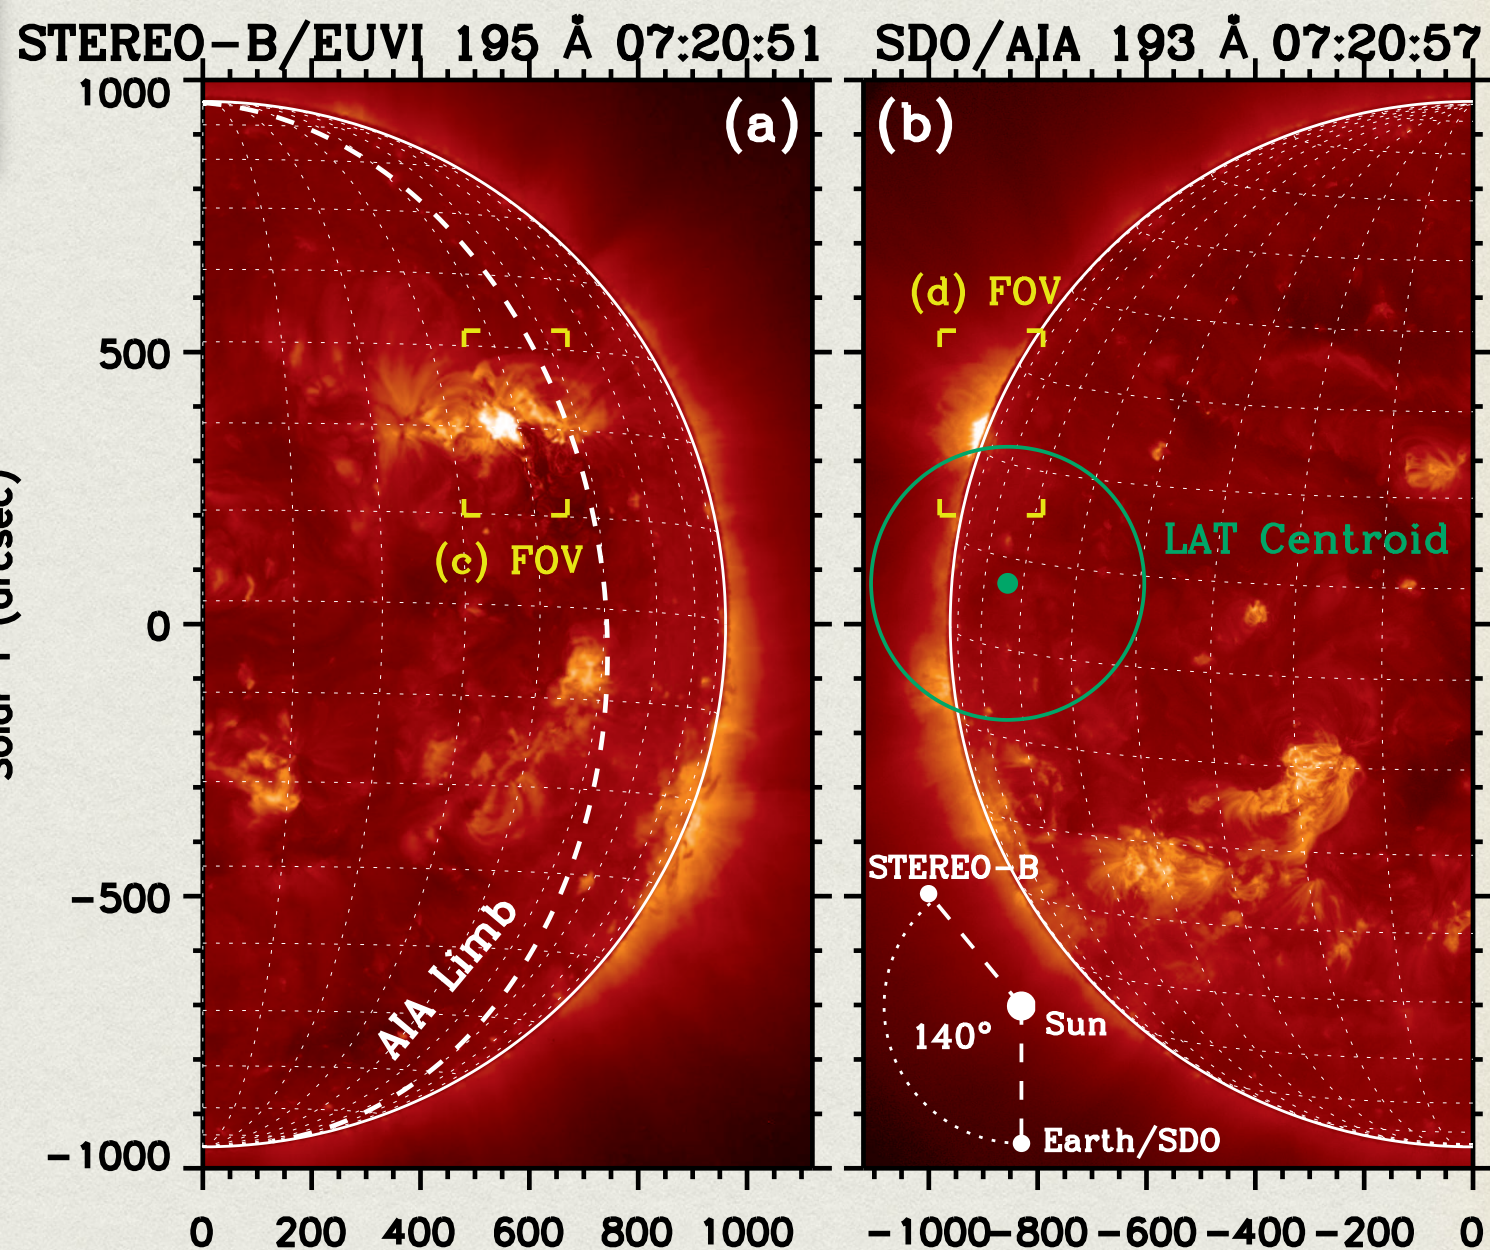 STEREO-B/EUVI 195 Å 07:20:51
SDO/AIA 193 Å 07:20:57
1000
500
0
-500
-1000
(a)
(c) FOV
AIA Limb
0 200 400 600 800 1000
(b)
(d) FOV
LAT Centroid
STEREO-B
140°
Sun
Earth/SDO
-1000 -800 -600 -400 -200 0